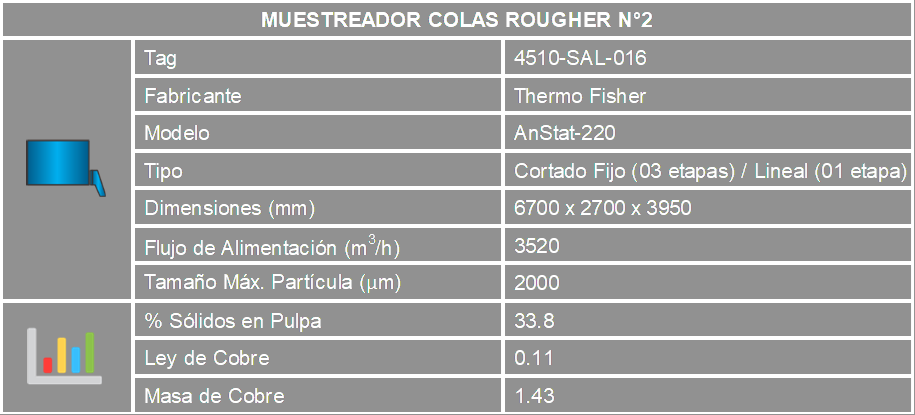 MUESTREADOR COLAS ROUGHER N°2
Tag 4510-SAL-016
Fabricante Thermo Fisher
Modelo AnStat-220
Tipo Cortado Fijo (03 etapas) / Lineal (01 etapa)
Dimensiones (mm) 6700 x 2700 x 3950
Flujo de Alimentación (m³/h) 3520
Tamaño Máx. Partícula (μm) 2000
% Sólidos en Pulpa 33.8
Ley de Cobre 0.11
Masa de Cobre 1.43